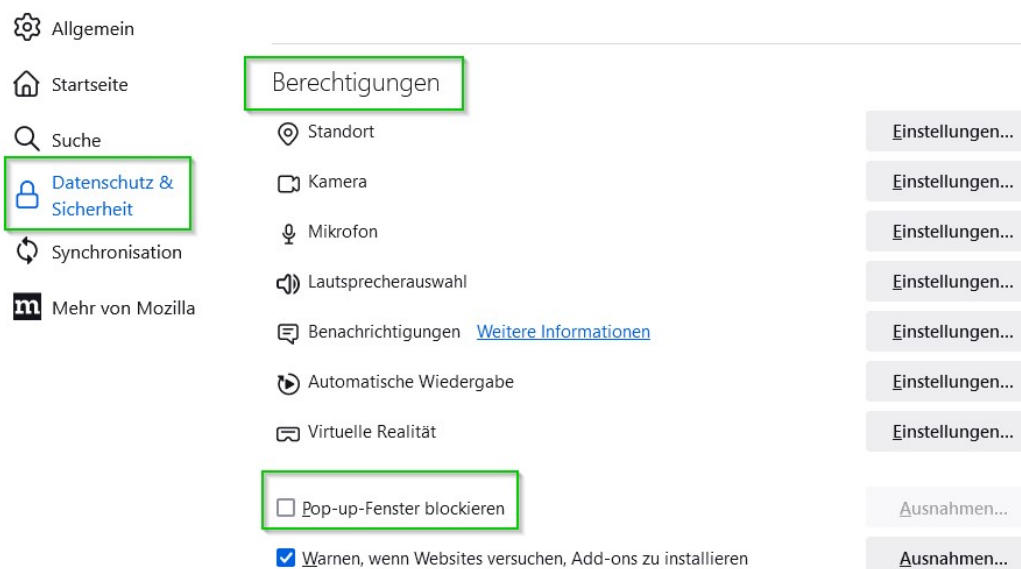 Allgemein
Startseite
Suche
Datenschutz &
Sicherheit
Synchronisation
m Mehr von Mozilla
Berechtigungen
Standort Einstellungen...
Kamera Einstellungen...
Mikrofon Einstellungen...
Lautsprecherauswahl Einstellungen...
Benachrichtigungen Weitere Informationen Einstellungen...
Automatische Wiedergabe Einstellungen...
Virtuelle Realität Einstellungen...
Pop-up-Fenster blockieren Ausnahmen...
Warnen, wenn Websites versuchen, Add-ons zu installieren Ausnahmen...